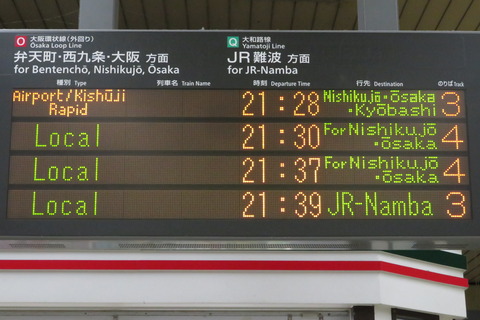 O 大阪環状線(外回り)
Osaka Loop Line
弁天町・西九条・大阪 方面
for Bentenchō, Nishikujō, Ōsaka
Q 大和路線
Yamatoji Line
JR難波 方面
for JR-Namba
種別 Type 列車名 Train Name 時刻 Departure Time 行先 Destination のりば Track
Airport/Kishūji Rapid 21:28 Nishikujō・Ōsaka・Kyōbashi 3
Local 21:30 For Nishikujō・Ōsaka 4
Local 21:37 For Nishikujō・Ōsaka 4
Local 21:39 JR-Namba 3